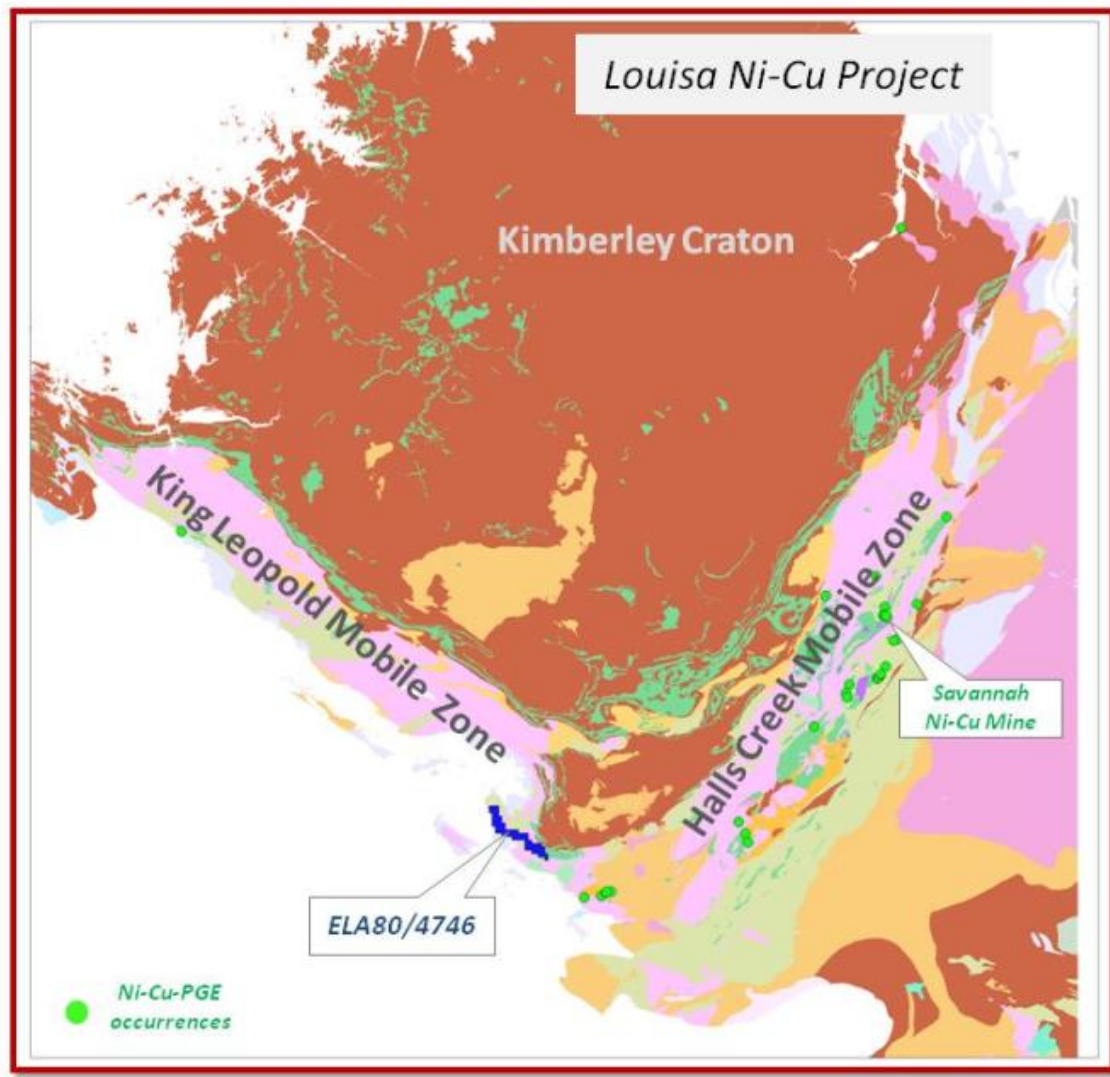 Louisa Ni-Cu Project
Kimberley Craton
King Leopold Mobile Zone
Halls Creek Mobile Zone
Savannah
Ni-Cu Mine
ELA80/4746
Ni-Cu-PGE
occurrences